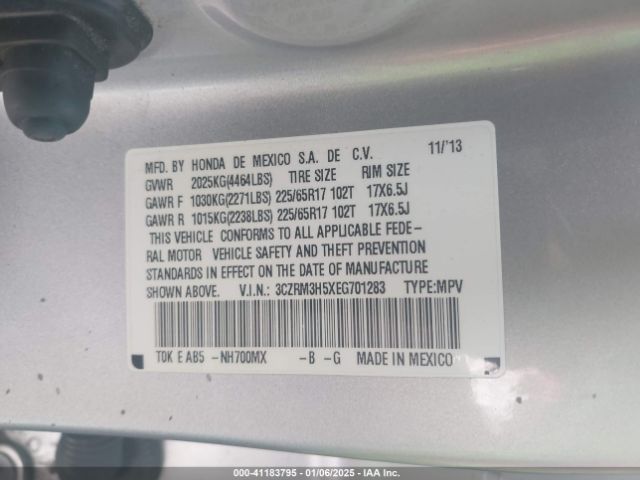 MFD. BY HONDA DE MEXICO S.A. DE C.V. 11/'13
GVWR 2025KG(4464LBS) TIRE SIZE RIM SIZE
GAWR F 1030KG(2271LBS) 225/65R17 102T 17X6.5J
GAWR R 1015KG(2238LBS) 225/65R17 102T 17X6.5J
THIS VEHICLE CONFORMS TO ALL APPLICABLE FEDE-
RAL MOTOR VEHICLE SAFETY AND THEFT PREVENTION
STANDARDS IN EFFECT ON THE DATE OF MANUFACTURE
SHOWN ABOVE. V.I.N.: 3CZRM3H5XEG701283 TYPE:MPV
TDK E AB5 -NH700MX -B -G MADE IN MEXICO
000-41183795 - 01/06/2025 - IAA Inc.